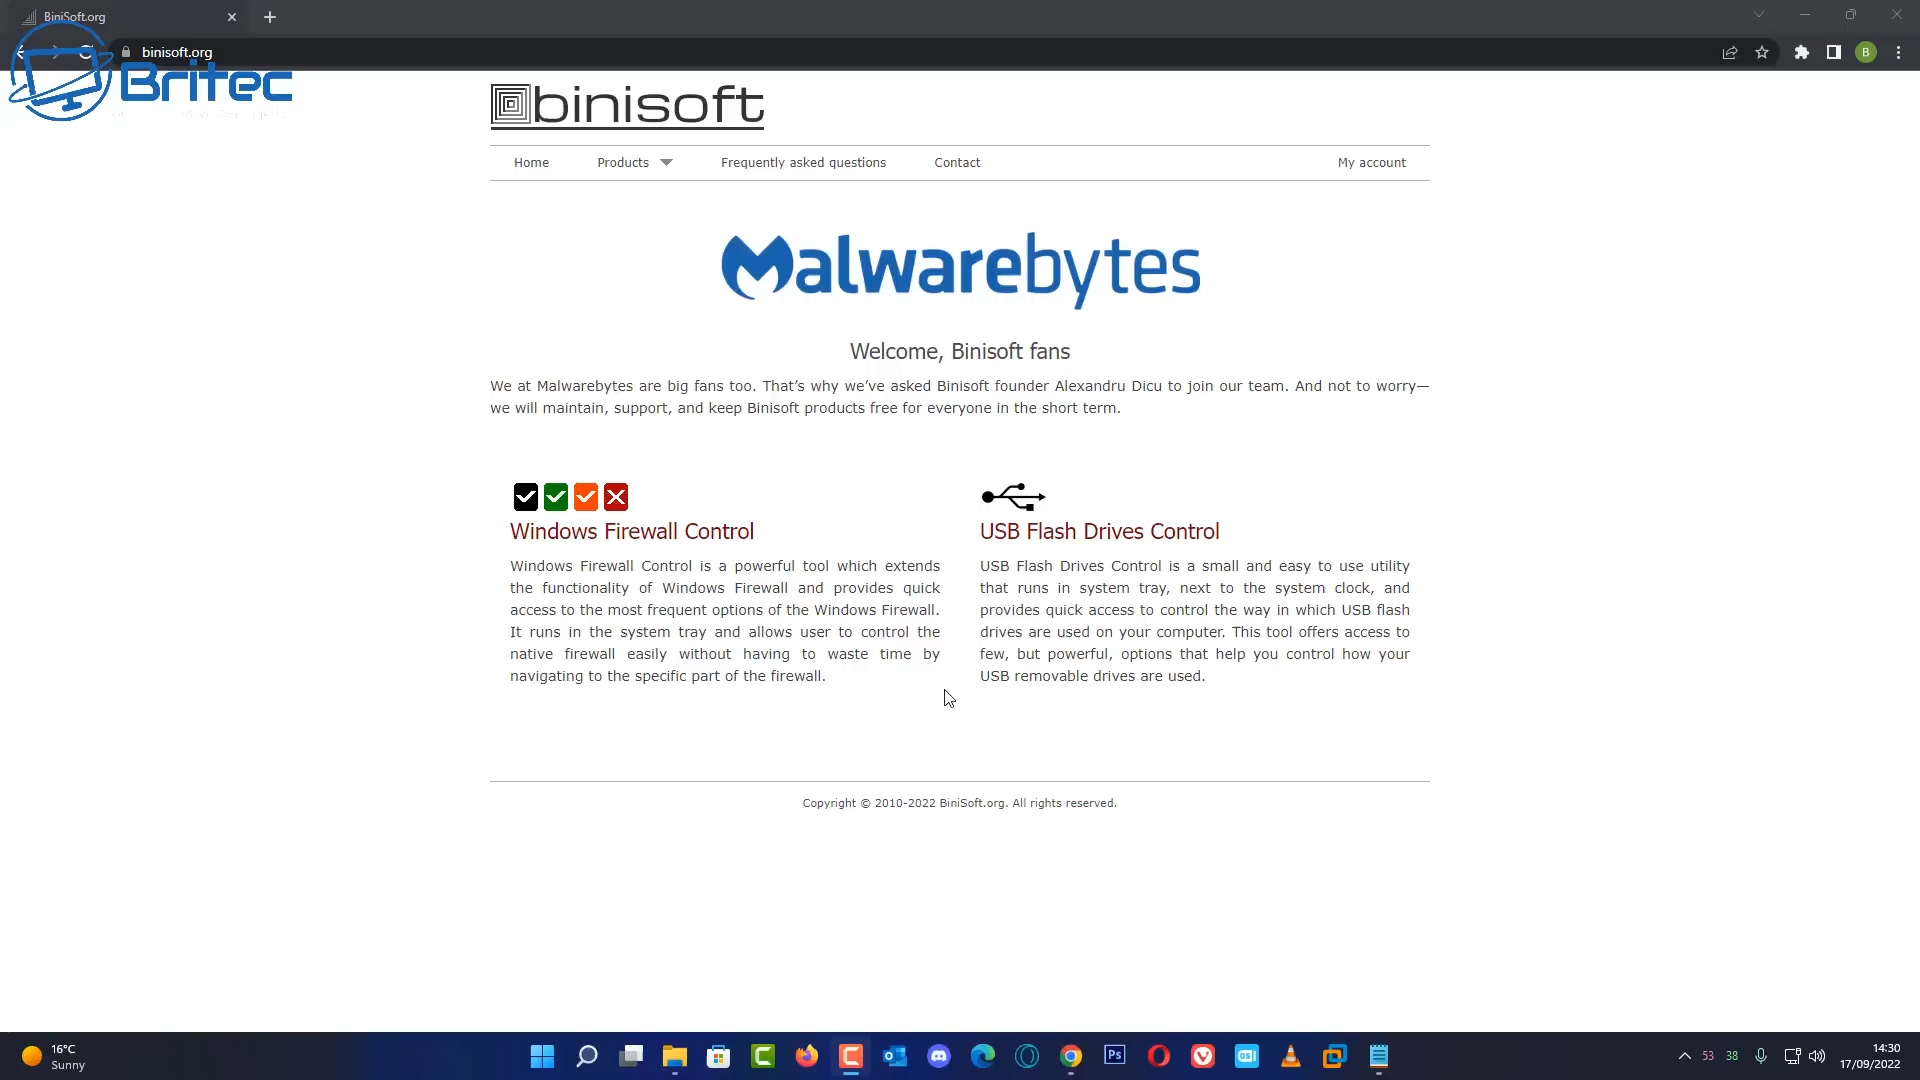 BiniSoft.org
binisoft.org
B
Britec
binisoft
Home
Products
Frequently asked questions
Contact
My account
Malwarebytes
Welcome, Binisoft fans
We at Malwarebytes are big fans too. That’s why we’ve asked Binisoft founder Alexandru Dicu to join our team. And not to worry—
we will maintain, support, and keep Binisoft products free for everyone in the short term.
Windows Firewall Control
Windows Firewall Control is a powerful tool which extends
the functionality of Windows Firewall and provides quick
access to the most frequent options of the Windows Firewall.
It runs in the system tray and allows user to control the
native firewall easily without having to waste time by
navigating to the specific part of the firewall.
USB Flash Drives Control
USB Flash Drives Control is a small and easy to use utility
that runs in system tray, next to the system clock, and
provides quick access to control the way in which USB flash
drives are used on your computer. This tool offers access to
few, but powerful, options that help you control how your
USB removable drives are used.
Copyright © 2010-2022 BiniSoft.org. All rights reserved.
16°C
Sunny
Ps
OSI
53
38
14:30
17/09/2022